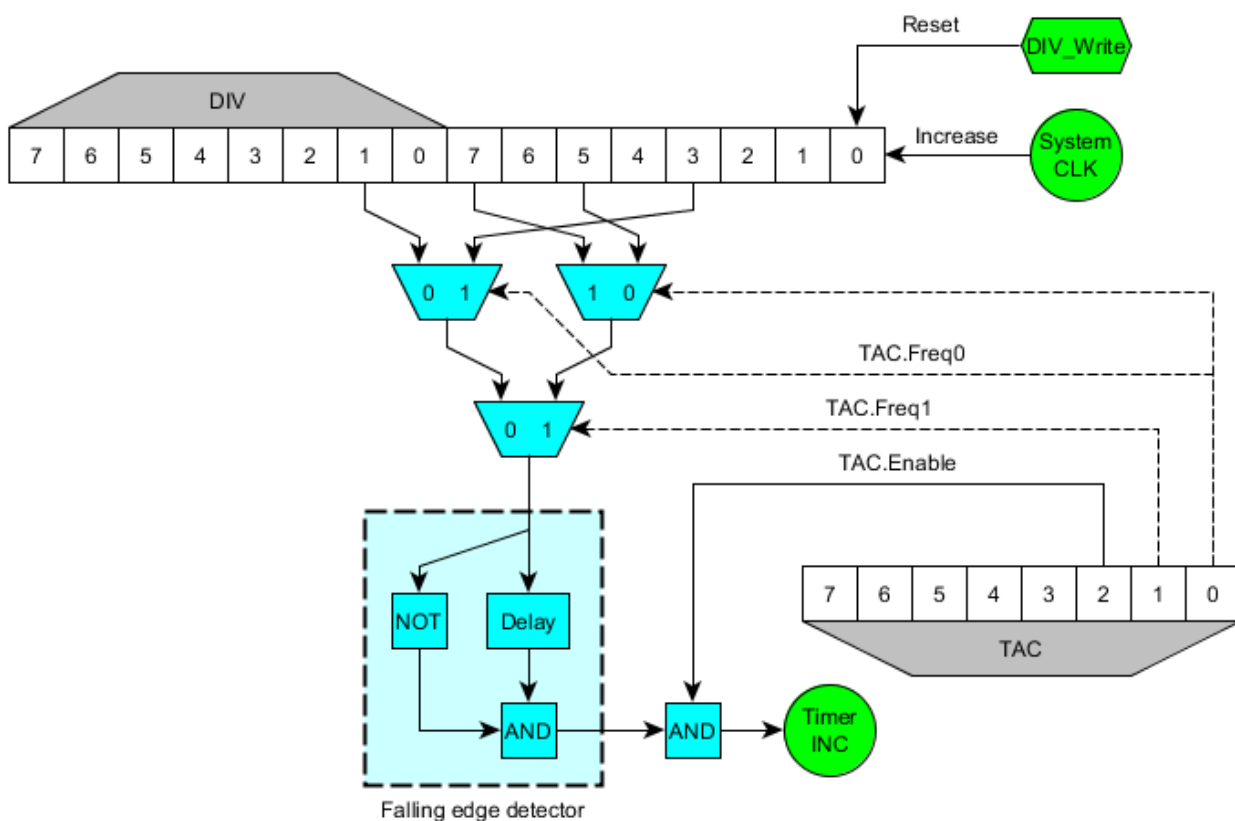 Reset
DIV_Write
DIV
7 6 5 4 3 2 1 0 7 6 5 4 3 2 1 0
Increase
System
CLK
0 1
1 0
TAC.Freq0
0 1
TAC.Freq1
TAC.Enable
7 6 5 4 3 2 1 0
TAC
NOT
Delay
AND
AND
Timer
INC
Falling edge detector